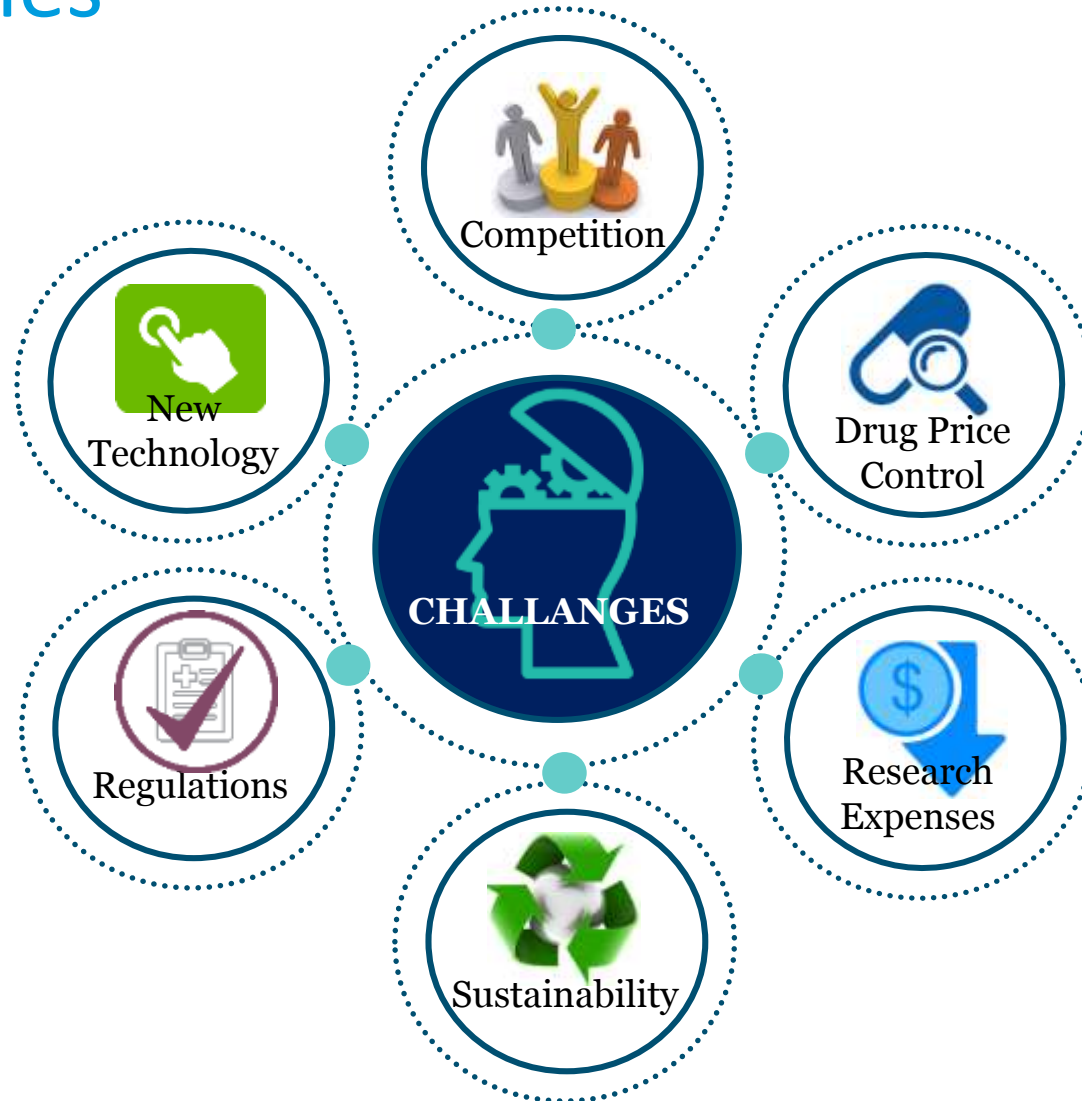 Competition
New
Technology
Drug Price
Control
CHALLANGES
Regulations
Research
Expenses
Sustainability